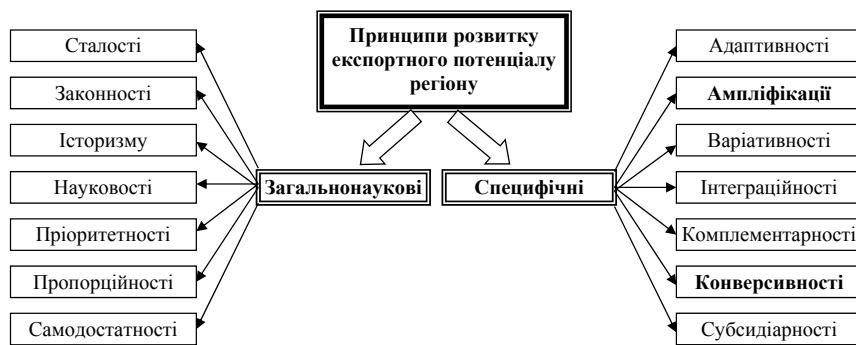 Принципи розвитку
експортного потенціалу
регіону
Загальнонаукові
Специфічні
Сталості
Законності
Історизму
Науковості
Пріоритетності
Пропорційності
Самодостатності
Адаптивності
Ампліфікації
Варіативності
Інтеграційності
Комплементарності
Конверсивності
Субсидіарності